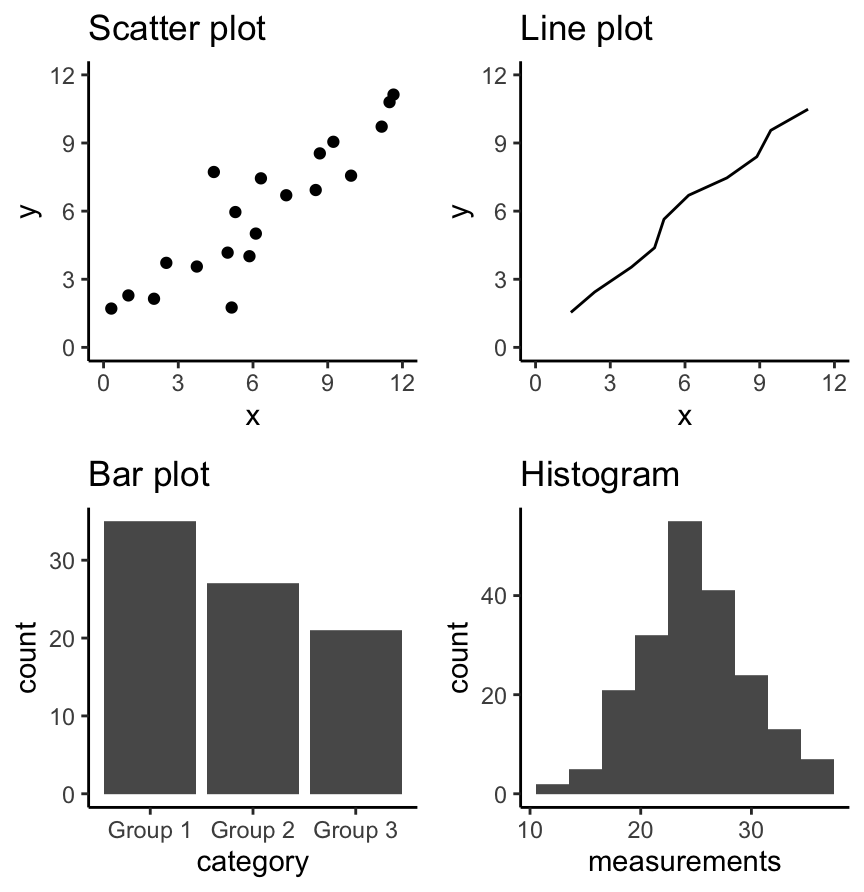 Scatter plot
12
9
6
3
0
y
0 3 6 9 12
x
Line plot
12
9
6
3
0
y
0 3 6 9 12
x
Bar plot
30
20
10
0
count
Group 1 Group 2 Group 3
category
Histogram
40
20
0
count
10 20 30
measurements